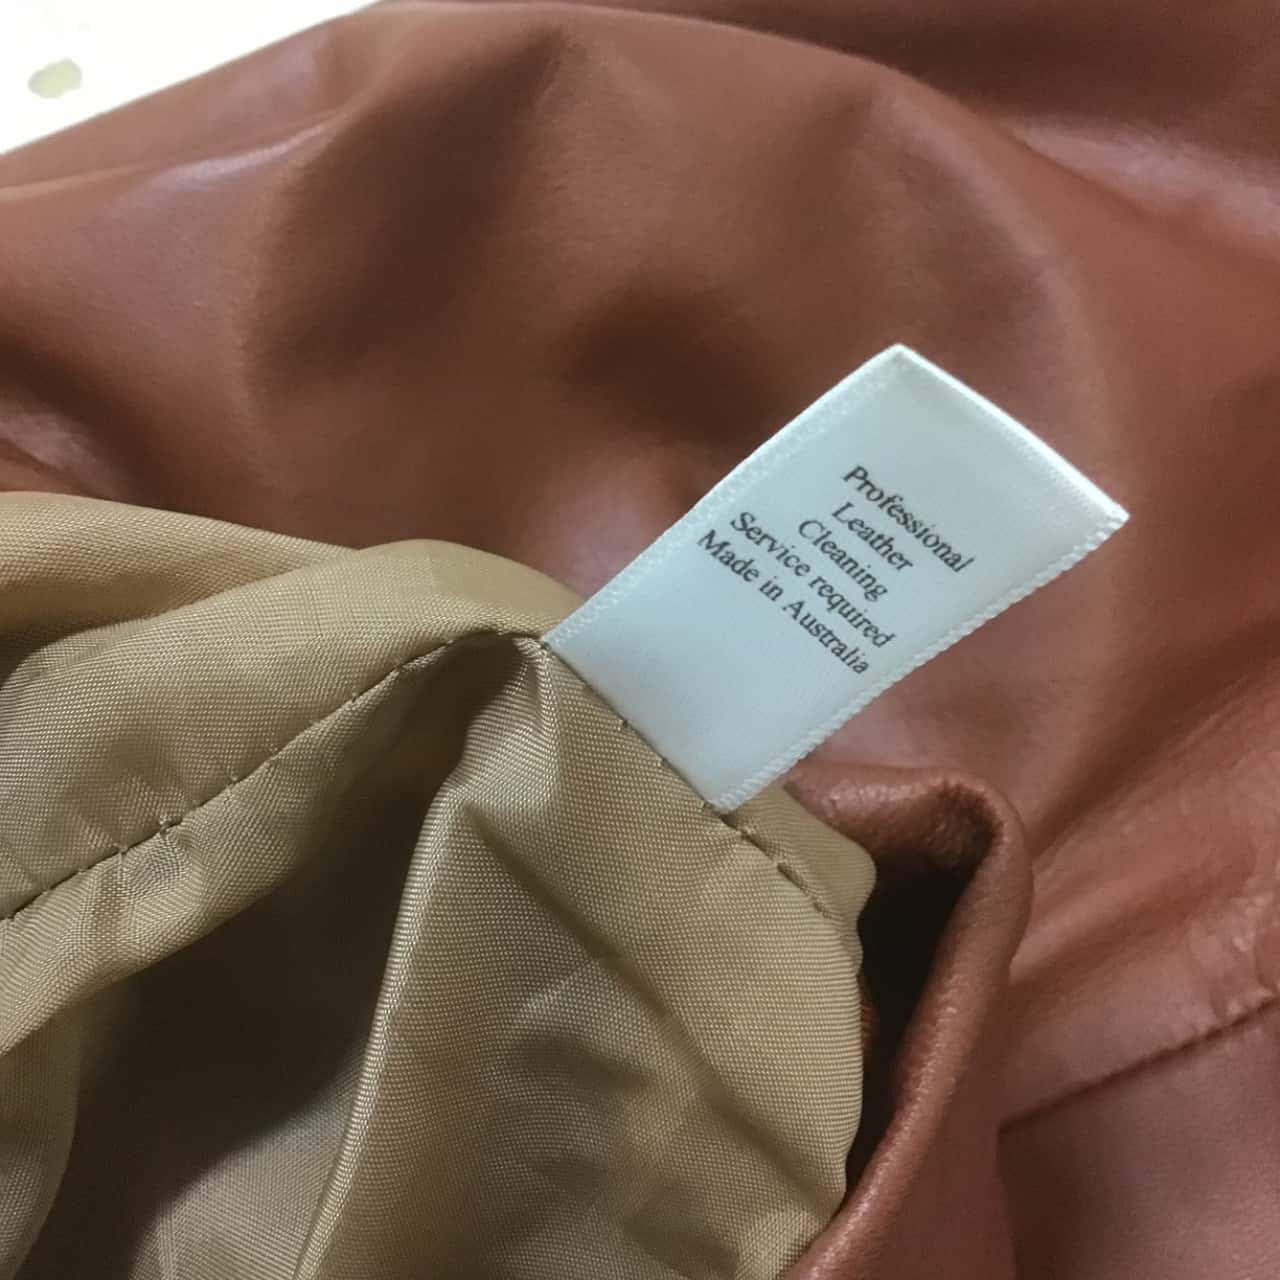 Professional
Leather
Cleaning
Service required
Made in Australia